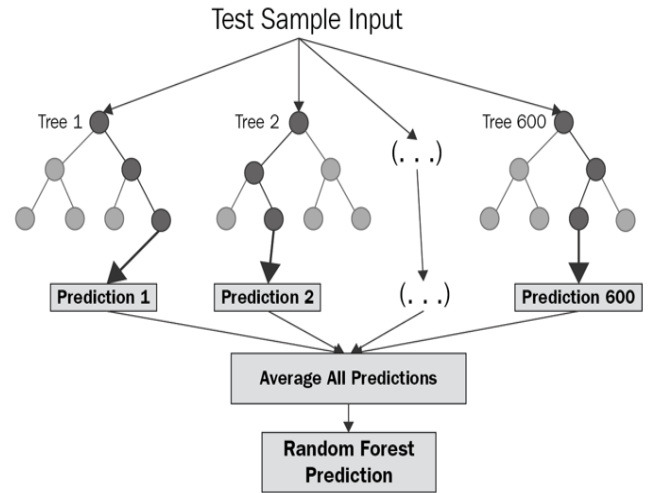 Test Sample Input
Tree 1
Tree 2
(. . .)
Tree 600
Prediction 1
Prediction 2
(. . .)
Prediction 600
Average All Predictions
Random Forest
Prediction